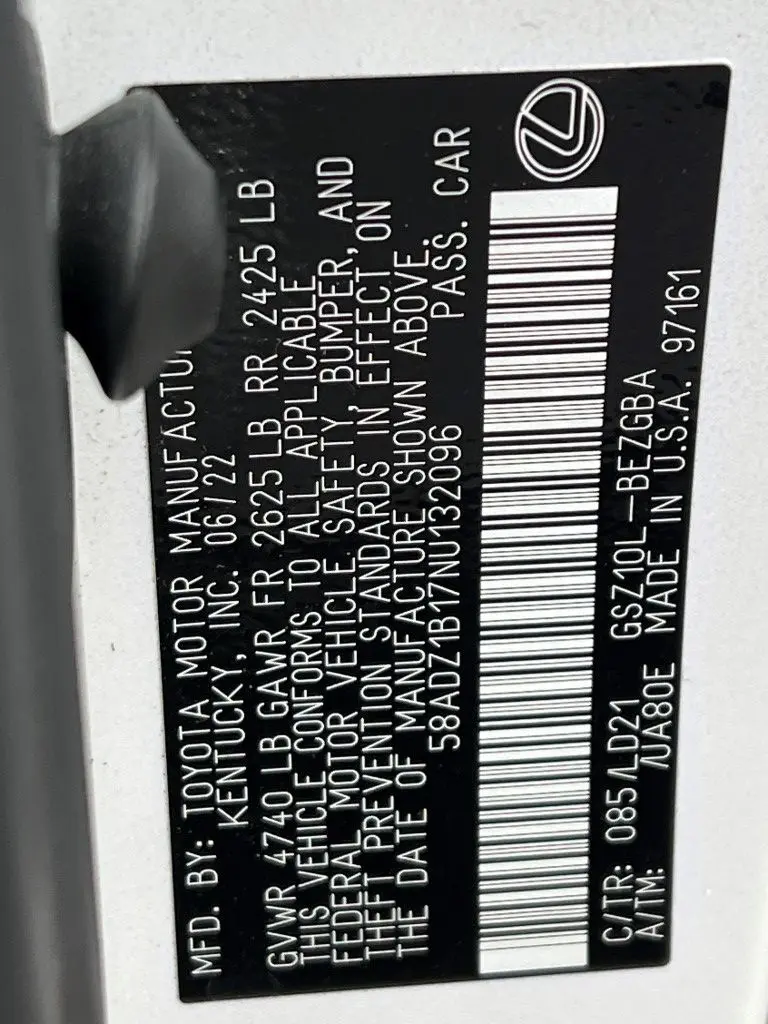 MFD. BY: TOYOTA MOTOR
KENTUCKY, INC. 06/22
GVWR 4740 LB GAWR FR 2625 LB RR 2425 LB
THIS VEHICLE CONFORMS TO ALL APPLICABLE
FEDERAL MOTOR VEHICLE SAFETY, BUMPER, AND
THEFT PREVENTION STANDARDS IN EFFECT ON
THE DATE OF MANUFACTURE SHOWN ABOVE.
58ADZ1B17NU132096 PASS. CAR
C/TR: 085/LD21 GSZ10L-BEZGBA
A/TM: /UA80E MADE IN U.S.A. 97161